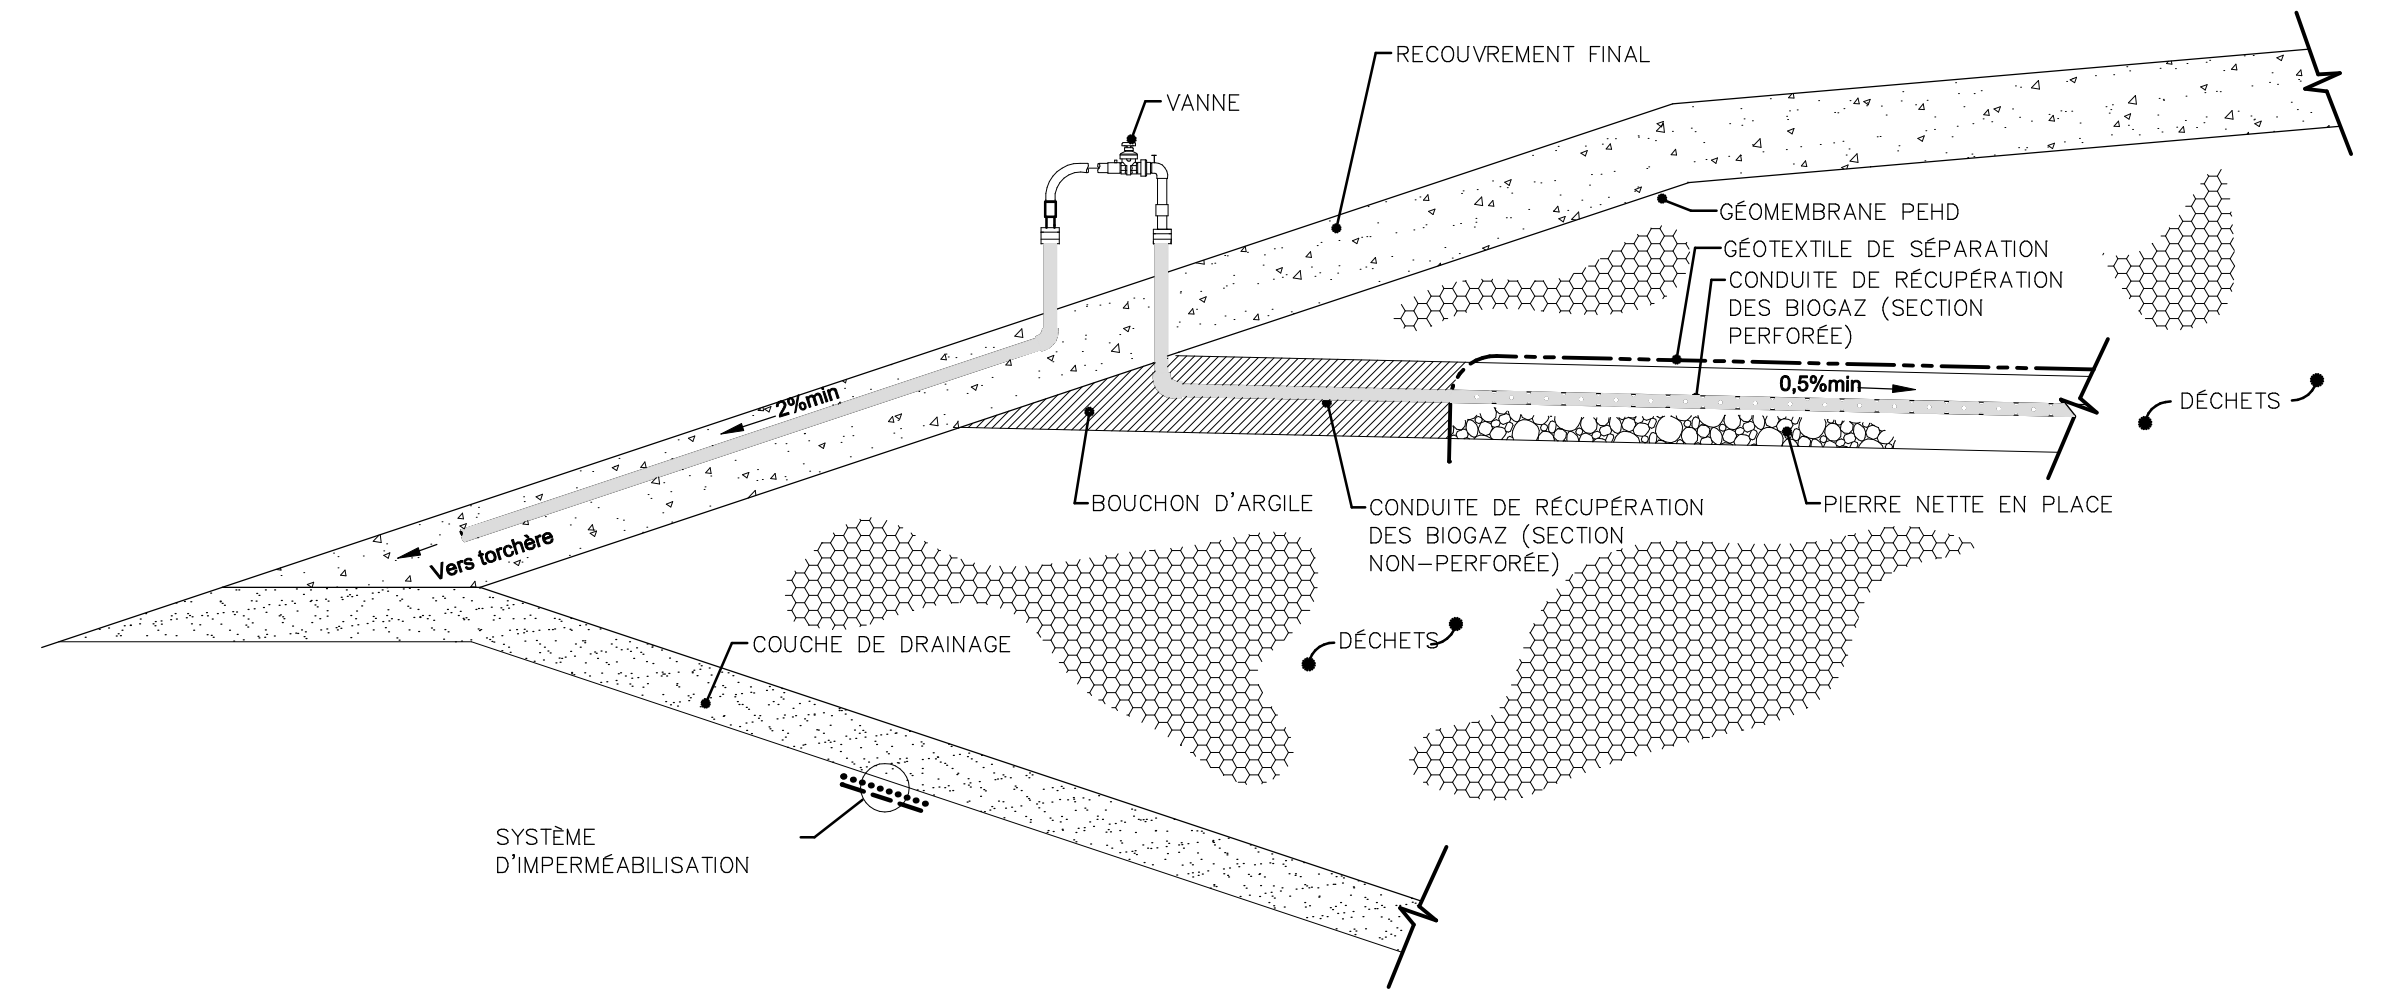 RECOUVREMENT FINAL
VANNE
GÉOMEMBRANE PEHD
GÉOTEXTILE DE SÉPARATION
CONDUITE DE RÉCUPÉRATION
DES BIOGAZ (SECTION
PERFORÉE)
0,5%min
DÉCHETS
2%min
BOUCHON D'ARGILE
CONDUITE DE RÉCUPÉRATION
DES BIOGAZ (SECTION
NON-PERFORÉE)
PIERRE NETTE EN PLACE
Vers torchère
COUCHE DE DRAINAGE
DÉCHETS
SYSTÈME
D'IMPERMÉABILISATION